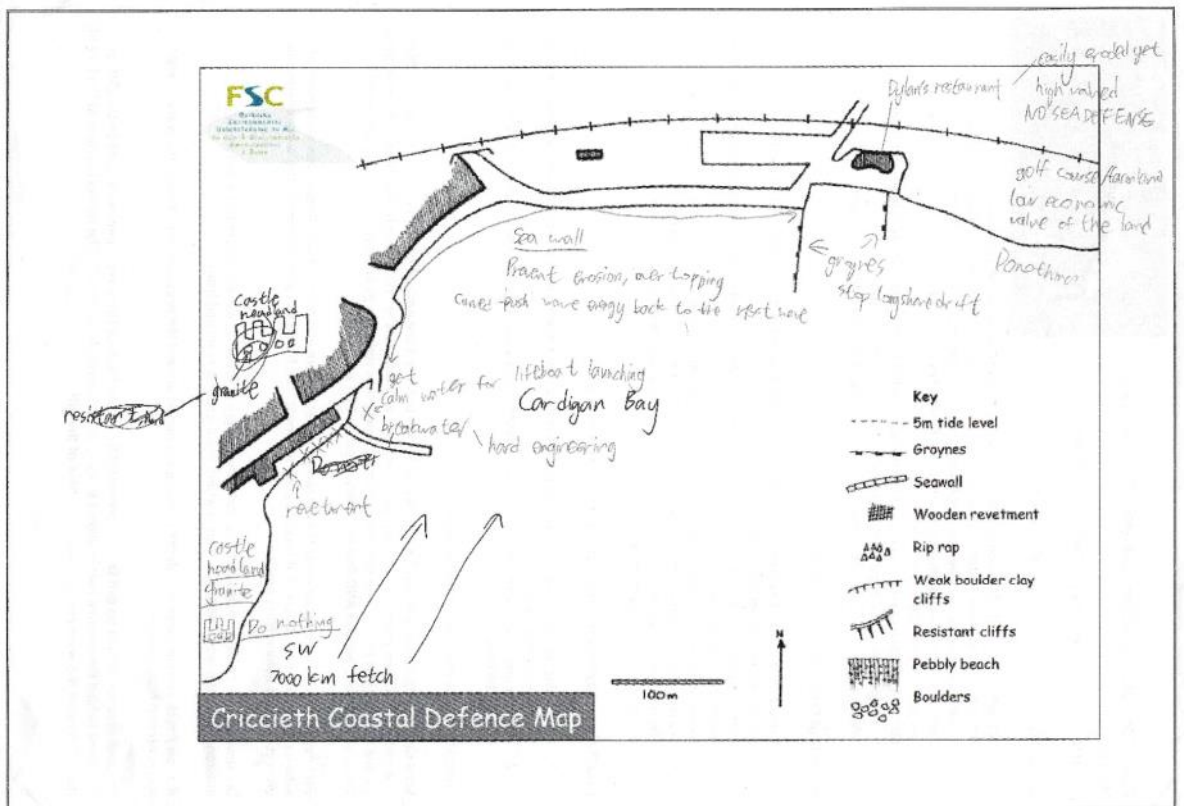 easily eroded yet
high valued
NO SEA DEFENSE
Dylan's restaurant
FSC
golf course/farmland
low economic
value of the land
Do nothing
Sea wall
Prevent erosion, over topping
curved push wave energy back to the next wave
groynes
stop longshore drift
Castle
headland
granite
resistant
get
calm water for liftboat launching
Cardigan Bay
breakwater
hard engineering
revetment
castle
headland
granite
Do nothing
SW
7000 km fetch
Key
5m tide level
Groynes
Seawall
Wooden revetment
Rip rap
Weak boulder clay
cliffs
Resistant cliffs
Pebbly beach
Boulders
N
100m
Criccieth Coastal Defence Map